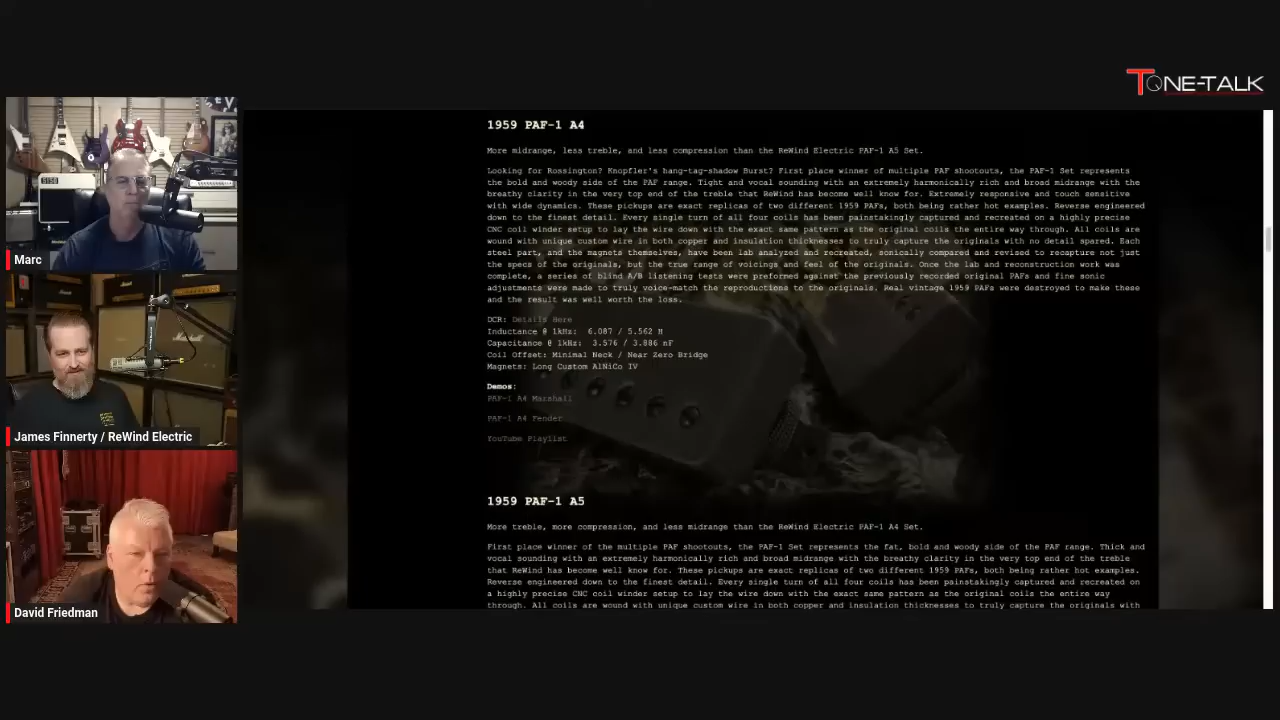 TONE-TALK
Marc
James Finnerty / ReWind Electric
David Friedman
1959 PAF-1 A4
More midrange, less treble, and less compression than the ReWind Electric PAF-1 A5 Set.
Looking for Rossington? Knopfler's hang-tag-shadow Burst? First place winner of multiple PAF shootouts, the PAF-1 Set represents
the bold and woody side of the PAF range. Tight and vocal sounding with an extremely harmonically rich and broad midrange with the
breathy clarity in the very top end of the treble that ReWind has become well know for. Extremely responsive and touch sensitive
with wide dynamics. These pickups are exact replicas of two different 1959 PAFs, both being rather hot examples. Reverse engineered
down to the finest detail. Every single turn of all four coils has been painstakingly captured and recreated on a highly precise
CNC coil winder setup to lay the wire down with the exact same pattern as the original coils the entire way through. All coils are
wound with unique custom wire in both copper and insulation thicknesses to truly capture the originals with no detail spared. Each
steel part, and the magnets themselves, have been lab analyzed and recreated, sonically compared and revised to recapture not just
the specs of the originals, but the true range of voicings and feel of the originals. Once the lab and reconstruction work was
complete, a series of blind A/B listening tests were preformed against the previously recorded original PAFs and fine sonic
adjustments were made to truly voice-match the reproductions to the originals. Real vintage 1959 PAFs were destroyed to make these
and the result was well worth the loss.
DCR: Details Here
Inductance @ 1kHz: 6.087 / 5.562 H
Capacitance @ 1kHz: 3.576 / 3.886 nF
Coil Offset: Minimal Neck / Near Zero Bridge
Magnets: Long Custom AlNiCo IV
Demos:
PAF-1 A4 Marshall
PAF-1 A4 Fender
YouTube Playlist
1959 PAF-1 A5
More treble, more compression, and less midrange than the ReWind Electric PAF-1 A4 Set.
First place winner of the multiple PAF shootouts, the PAF-1 Set represents the fat, bold and woody side of the PAF range. Thick and
vocal sounding with an extremely harmonically rich and broad midrange with the breathy clarity in the very top end of the treble
that ReWind has become well know for. These pickups are exact replicas of two different 1959 PAFs, both being rather hot examples.
Reverse engineered down to the finest detail. Every single turn of all four coils has been painstakingly captured and recreated on
a highly precise CNC coil winder setup to lay the wire down with the exact same pattern as the original coils the entire way
through. All coils are wound with unique custom wire in both copper and insulation thicknesses to truly capture the originals with